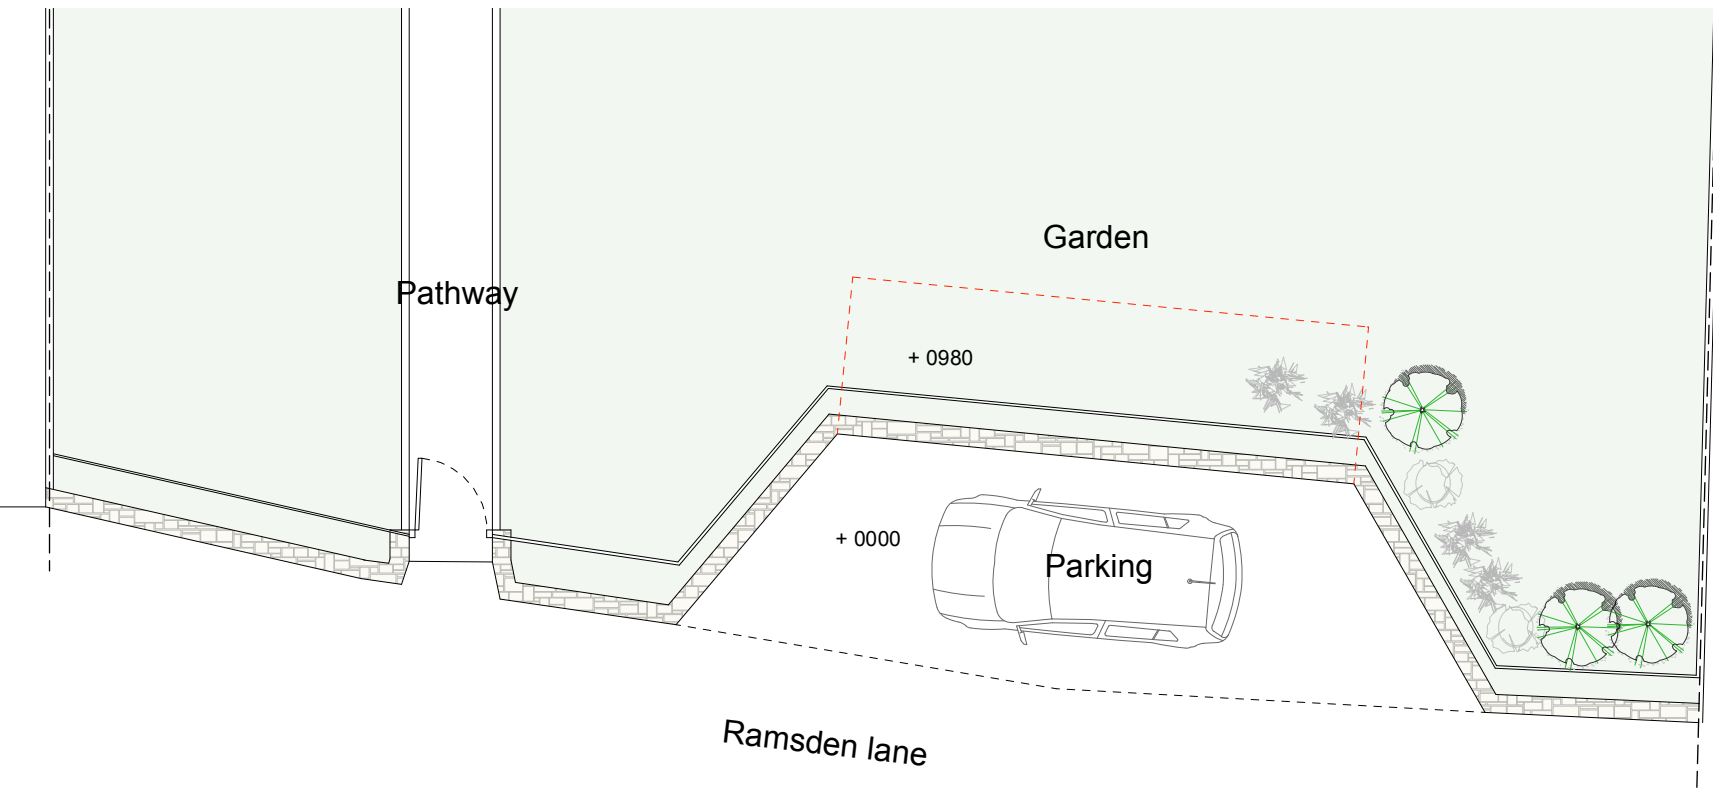 Garden
Pathway
+ 0980
+ 0000
Parking
Ramsden lane